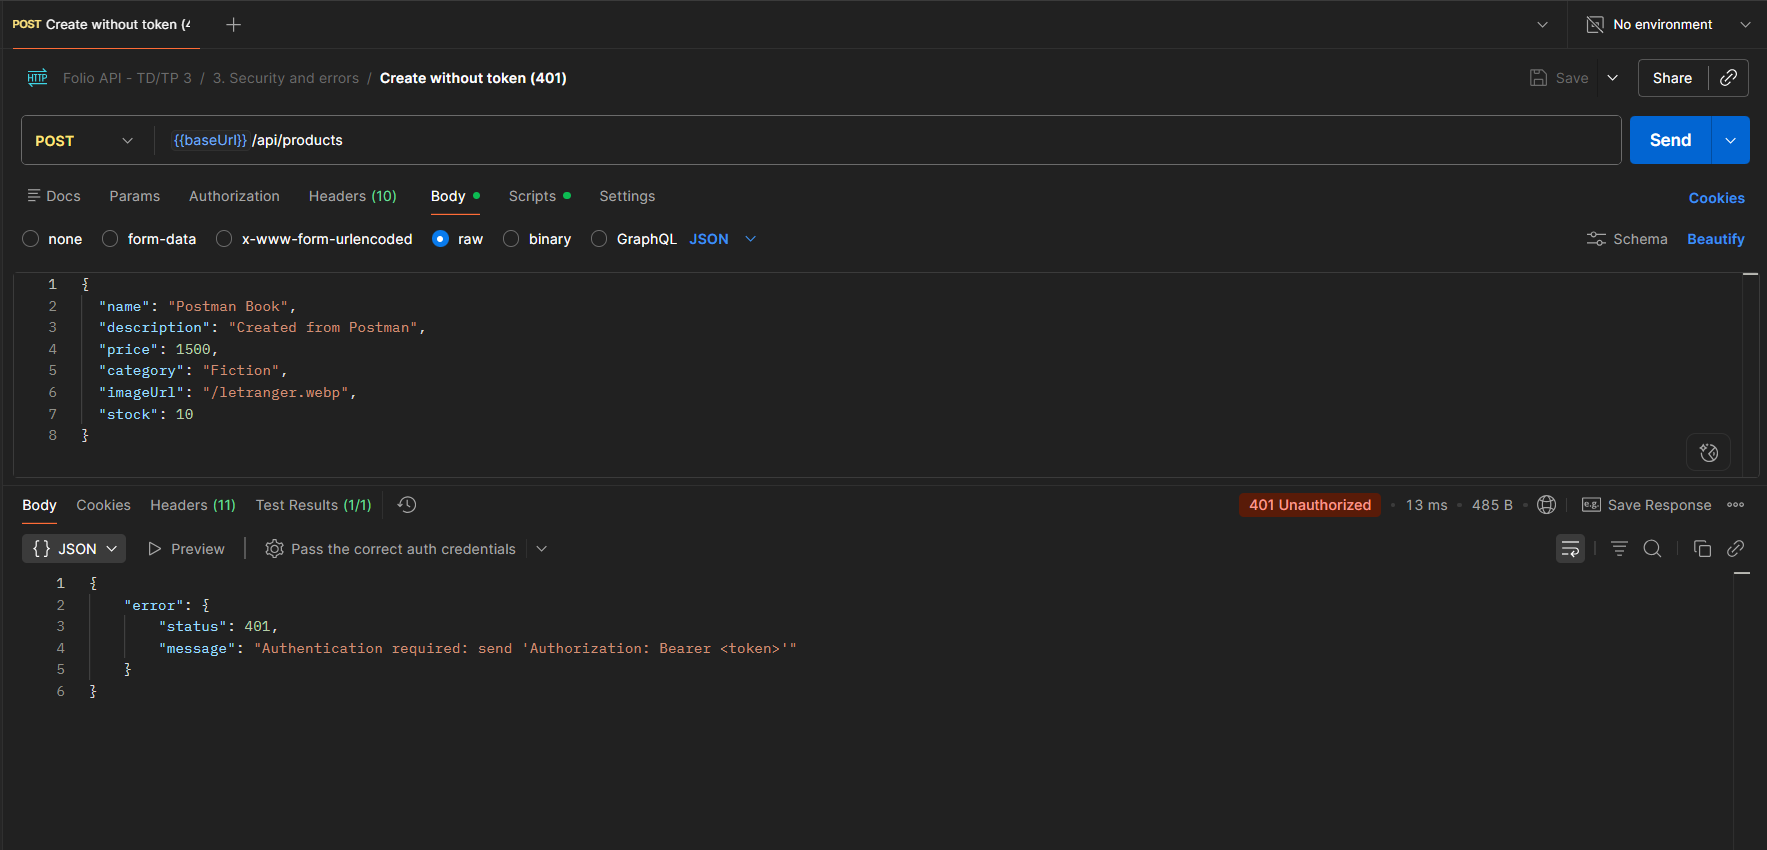 POST Create without token (4
No environment
HTTP Folio API - TD/TP 3 / 3. Security and errors / Create without token (401)
Save
Share
POST
{{baseUrl}} /api/products
Send
Docs Params Authorization Headers (10) Body Scripts Settings
Cookies
none form-data x-www-form-urlencoded raw binary GraphQL JSON
Schema Beautify
1 {
2 "name": "Postman Book",
3 "description": "Created from Postman",
4 "price": 1500,
5 "category": "Fiction",
6 "imageUrl": "/letranger.webp",
7 "stock": 10
8 }
Body Cookies Headers (11) Test Results (1/1)
401 Unauthorized • 13 ms • 485 B • e.g. Save Response
{} JSON Preview Pass the correct auth credentials
1 {
2 "error": {
3 "status": 401,
4 "message": "Authentication required: send 'Authorization: Bearer <token>'"
5 }
6 }